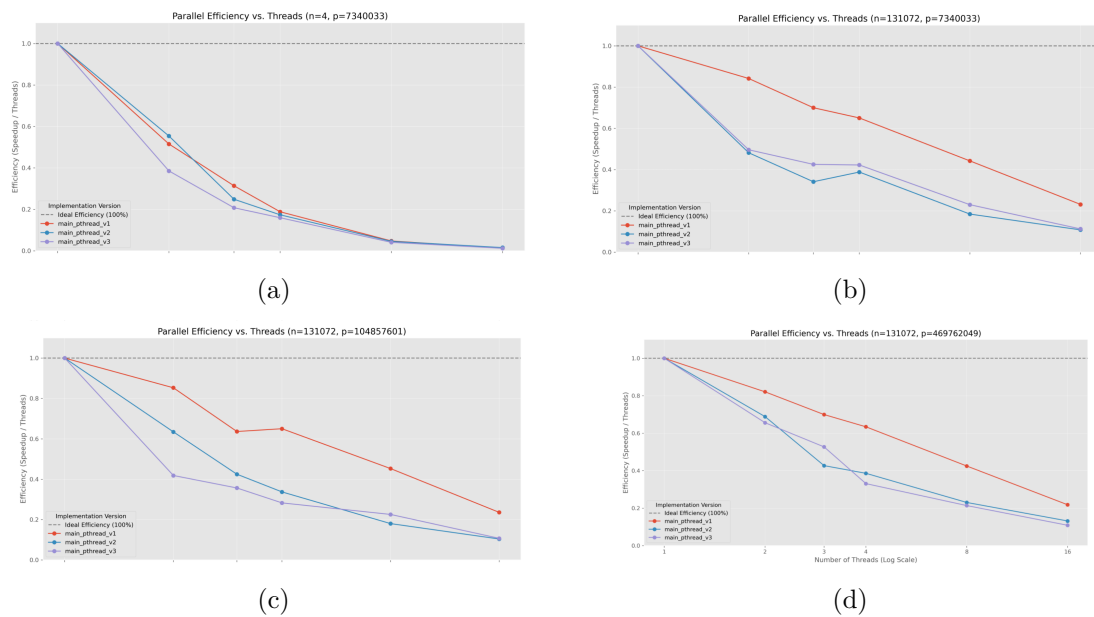 Parallel Efficiency vs. Threads (n=4, p=7340033)
1.0
0.8
0.6
0.4
0.2
0.0
Efficiency (Speedup / Threads)
Implementation Version
Ideal Efficiency (100%)
main_pthread_v1
main_pthread_v2
main_pthread_v3
(a)
Parallel Efficiency vs. Threads (n=131072, p=7340033)
1.0
0.8
0.6
0.4
0.2
0.0
Efficiency (Speedup / Threads)
Implementation Version
Ideal Efficiency (100%)
main_pthread_v1
main_pthread_v2
main_pthread_v3
(b)
Parallel Efficiency vs. Threads (n=131072, p=104857601)
1.0
0.8
0.6
0.4
0.2
0.0
Efficiency (Speedup / Threads)
Implementation Version
Ideal Efficiency (100%)
main_pthread_v1
main_pthread_v2
main_pthread_v3
(c)
Parallel Efficiency vs. Threads (n=131072, p=469762049)
1.0
0.8
0.6
0.4
0.2
0.0
Efficiency (Speedup / Threads)
Implementation Version
Ideal Efficiency (100%)
main_pthread_v1
main_pthread_v2
main_pthread_v3
1 2 3 4 8 16
Number of Threads (Log Scale)
(d)